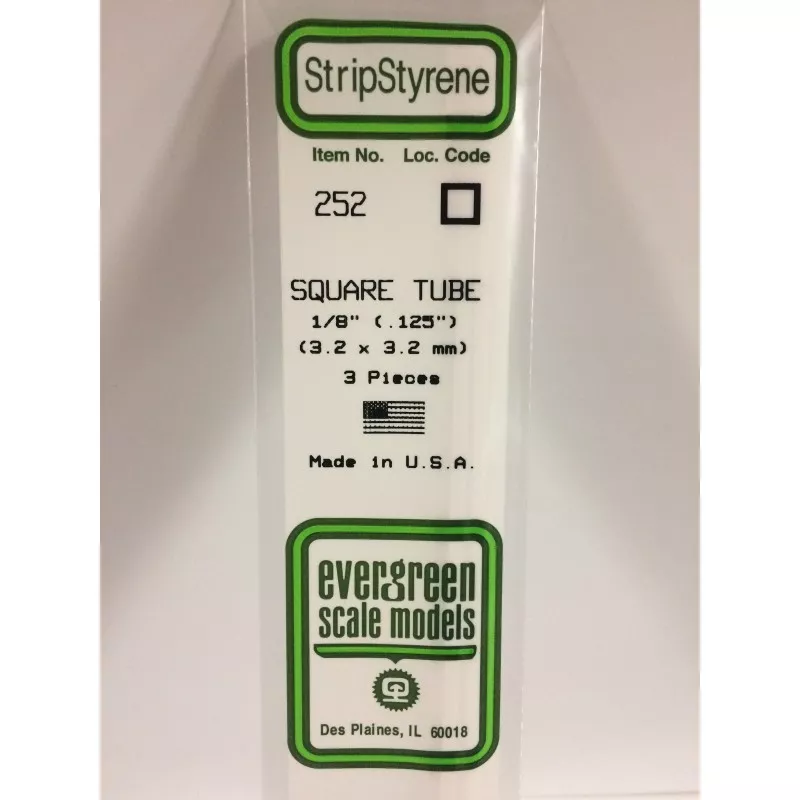 StripStyrene
Item No. Loc. Code
252
SQUARE TUBE
1/8" (.125")
(3.2 x 3.2 mm)
3 Pieces
Made in U.S.A.
evergreen
scale models
Des Plaines, IL 60018